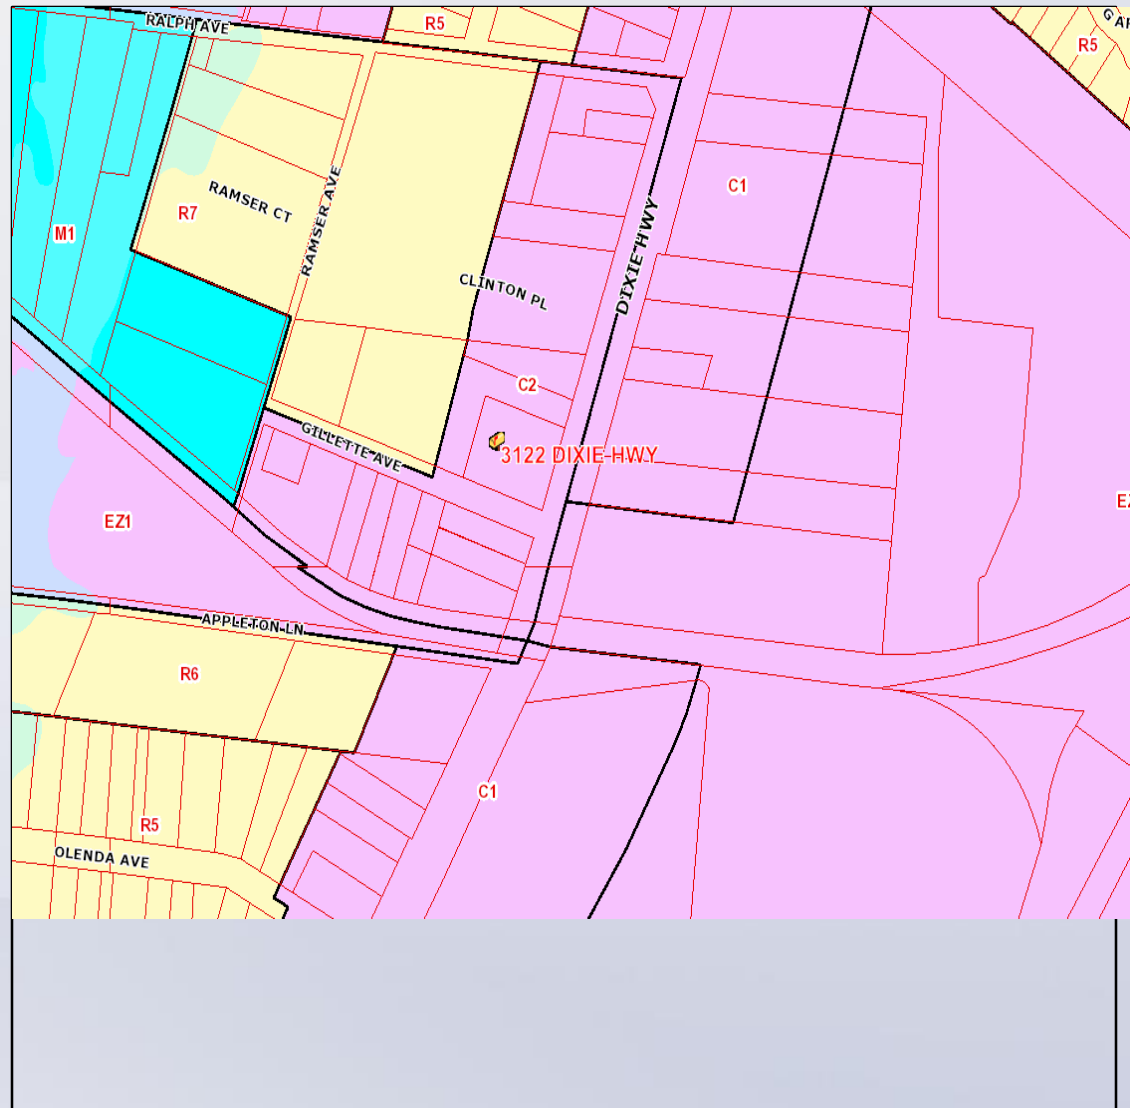 RALPH AVE
R5
R5
C1
RAMSER AVE
RAMSER CT
R7
DIXIE HWY
M1
CLINTON PL
C2
GILLETTE AVE
3122 DIXIE HWY
EZ1
APPLETON LN
R6
C1
R5
OLENDA AVE